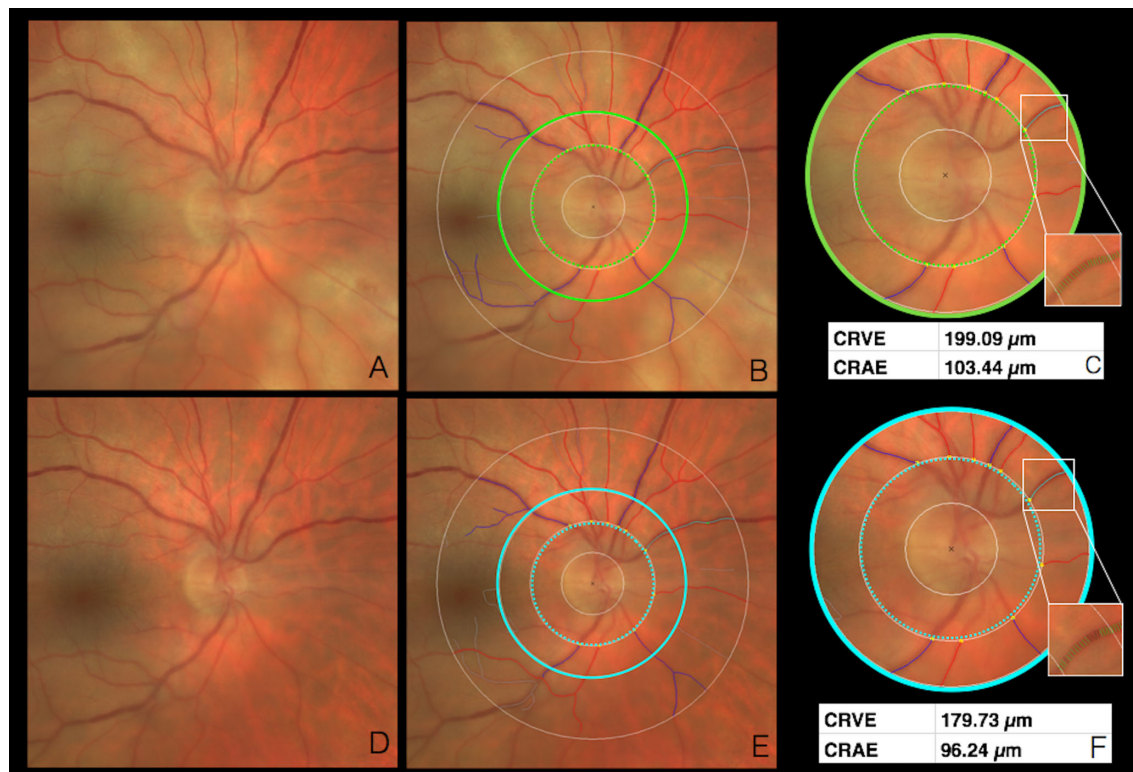 A
B
C
CRVE 199.09 µm
CRAE 103.44 µm
D
E
F
CRVE 179.73 µm
CRAE 96.24 µm